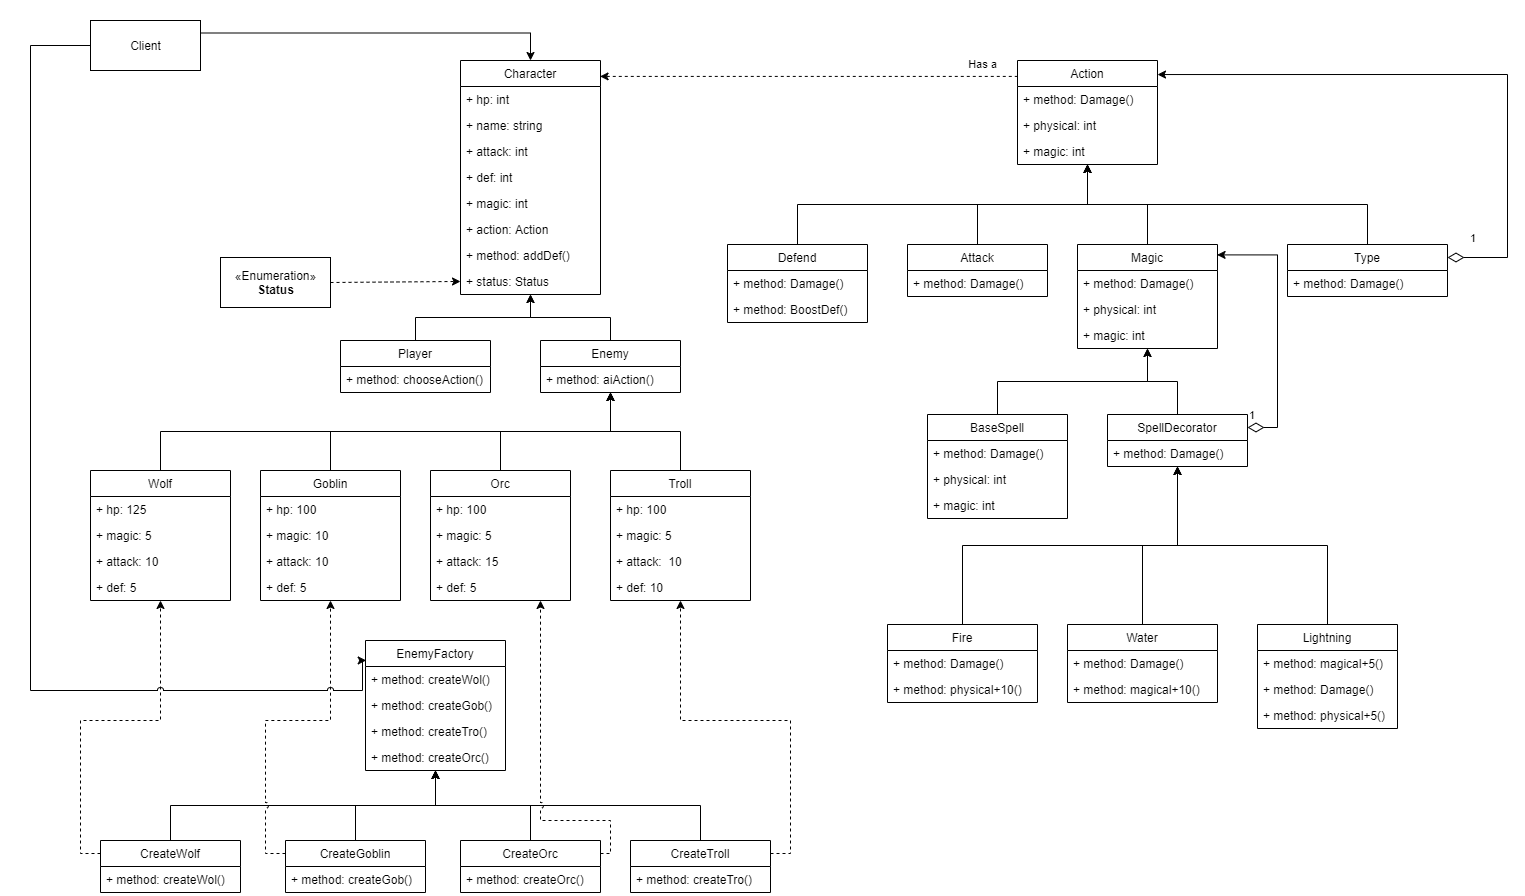 Client
Character
+ hp: int
+ name: string
+ attack: int
+ def: int
+ magic: int
+ action: Action
+ method: addDef()
+ status: Status
«Enumeration»
Status
Has a
Action
+ method: Damage()
+ physical: int
+ magic: int
Player
+ method: chooseAction()
Enemy
+ method: aiAction()
Defend
+ method: Damage()
+ method: BoostDef()
Attack
+ method: Damage()
Magic
+ method: Damage()
+ physical: int
+ magic: int
Type
+ method: Damage()
1
BaseSpell
+ method: Damage()
+ physical: int
+ magic: int
SpellDecorator
+ method: Damage()
1
Wolf
+ hp: 125
+ magic: 5
+ attack: 10
+ def: 5
Goblin
+ hp: 100
+ magic: 10
+ attack: 10
+ def: 5
Orc
+ hp: 100
+ magic: 5
+ attack: 15
+ def: 5
Troll
+ hp: 100
+ magic: 5
+ attack:  10
+ def: 10
Fire
+ method: Damage()
+ method: physical+10()
Water
+ method: Damage()
+ method: magical+10()
Lightning
+ method: magical+5()
+ method: Damage()
+ method: physical+5()
EnemyFactory
+ method: createWol()
+ method: createGob()
+ method: createTro()
+ method: createOrc()
CreateWolf
+ method: createWol()
CreateGoblin
+ method: createGob()
CreateOrc
+ method: createOrc()
CreateTroll
+ method: createTro()